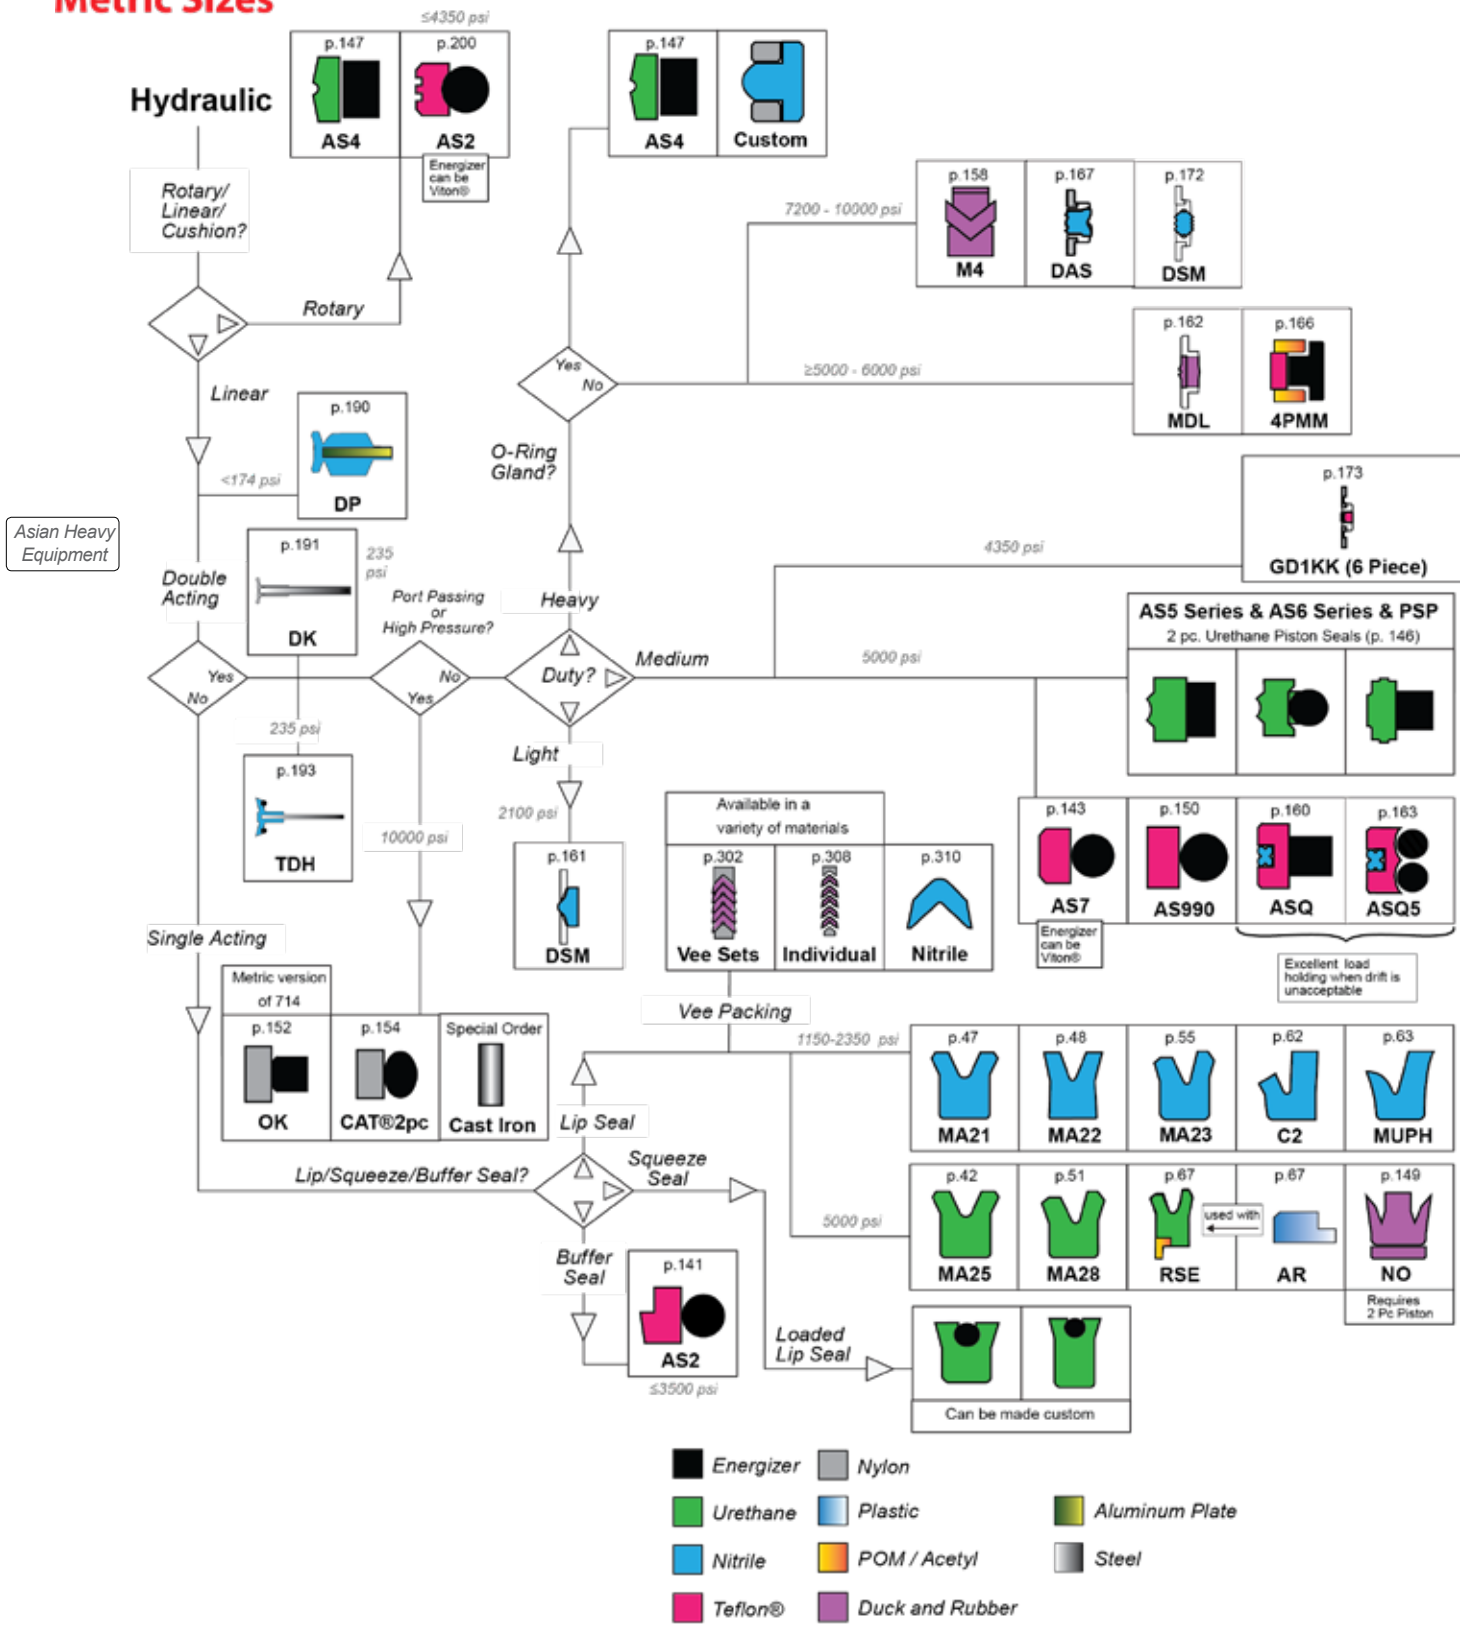 Metric Sizes
≤4350 psi
p.147
p.200
AS4
AS2
Energizer
can be
Viton®
Hydraulic
Rotary/
Linear/
Cushion?
Rotary
Linear
p.147
AS4
Custom
7200 - 10000 psi
p.158
p.167
p.172
M4
DAS
DSM
≥5000 - 6000 psi
p.162
p.166
MDL
4PMM
Yes
No
O-Ring
Gland?
p.190
DP
<174 psi
Asian Heavy
Equipment
p.191
DK
235
psi
Double
Acting
Port Passing
or
High Pressure?
Heavy
4350 psi
p.173
GD1KK (6 Piece)
AS5 Series & AS6 Series & PSP
2 pc. Urethane Piston Seals (p. 146)
Yes
No
No
Yes
Duty?
Medium
5000 psi
235 psi
p.193
TDH
Light
2100 psi
10000 psi
p.161
DSM
Available in a
variety of materials
p.302
p.308
p.310
Vee Sets
Individual
Nitrile
Vee Packing
p.143
p.150
p.160
p.163
AS7
AS990
ASQ
ASQ5
Energizer
can be
Viton®
Excellent load
holding when drift is
unacceptable
Single Acting
Metric version
of 714
p.152
p.154
Special Order
OK
CAT®2pc
Cast Iron
1150-2350 psi
p.47
p.48
p.55
p.62
p.63
MA21
MA22
MA23
C2
MUPH
Lip Seal
Lip/Squeeze/Buffer Seal?
Squeeze
Seal
5000 psi
p.42
p.51
p.67
p.67
p.149
used with
MA25
MA28
RSE
AR
NO
Requires
2 Pc Piston
Buffer
Seal
p.141
AS2
≤3500 psi
Loaded
Lip Seal
Can be made custom
Energizer
Nylon
Urethane
Plastic
Aluminum Plate
Nitrile
POM / Acetyl
Steel
Teflon®
Duck and Rubber